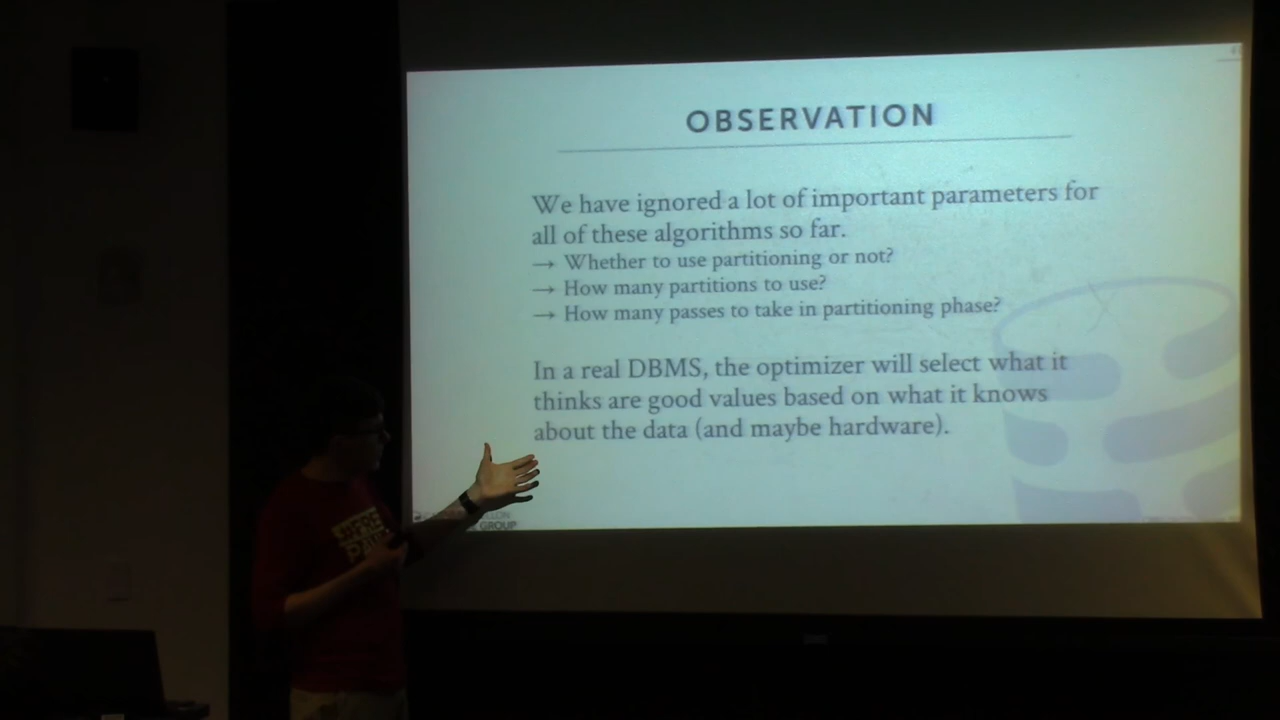 OBSERVATION
We have ignored a lot of important parameters for
all of these algorithms so far.
→ Whether to use partitioning or not?
→ How many partitions to use?
→ How many passes to take in partitioning phase?
In a real DBMS, the optimizer will select what it
thinks are good values based on what it knows
about the data (and maybe hardware).
GROUP